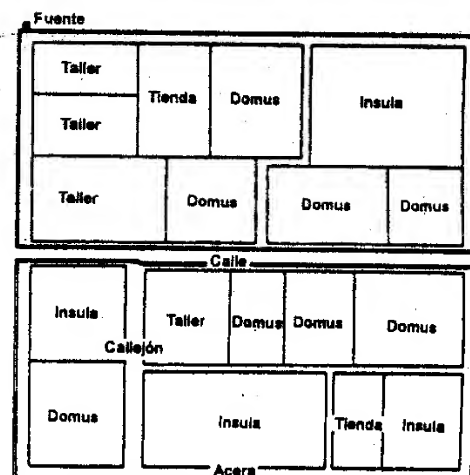 Fuente
Taller
Tienda
Domus
Insula
Taller
Taller
Domus
Domus
Domus
Calle
Insula
Taller
Domus
Domus
Domus
Callejón
Domus
Insula
Tienda
Insula
Acera